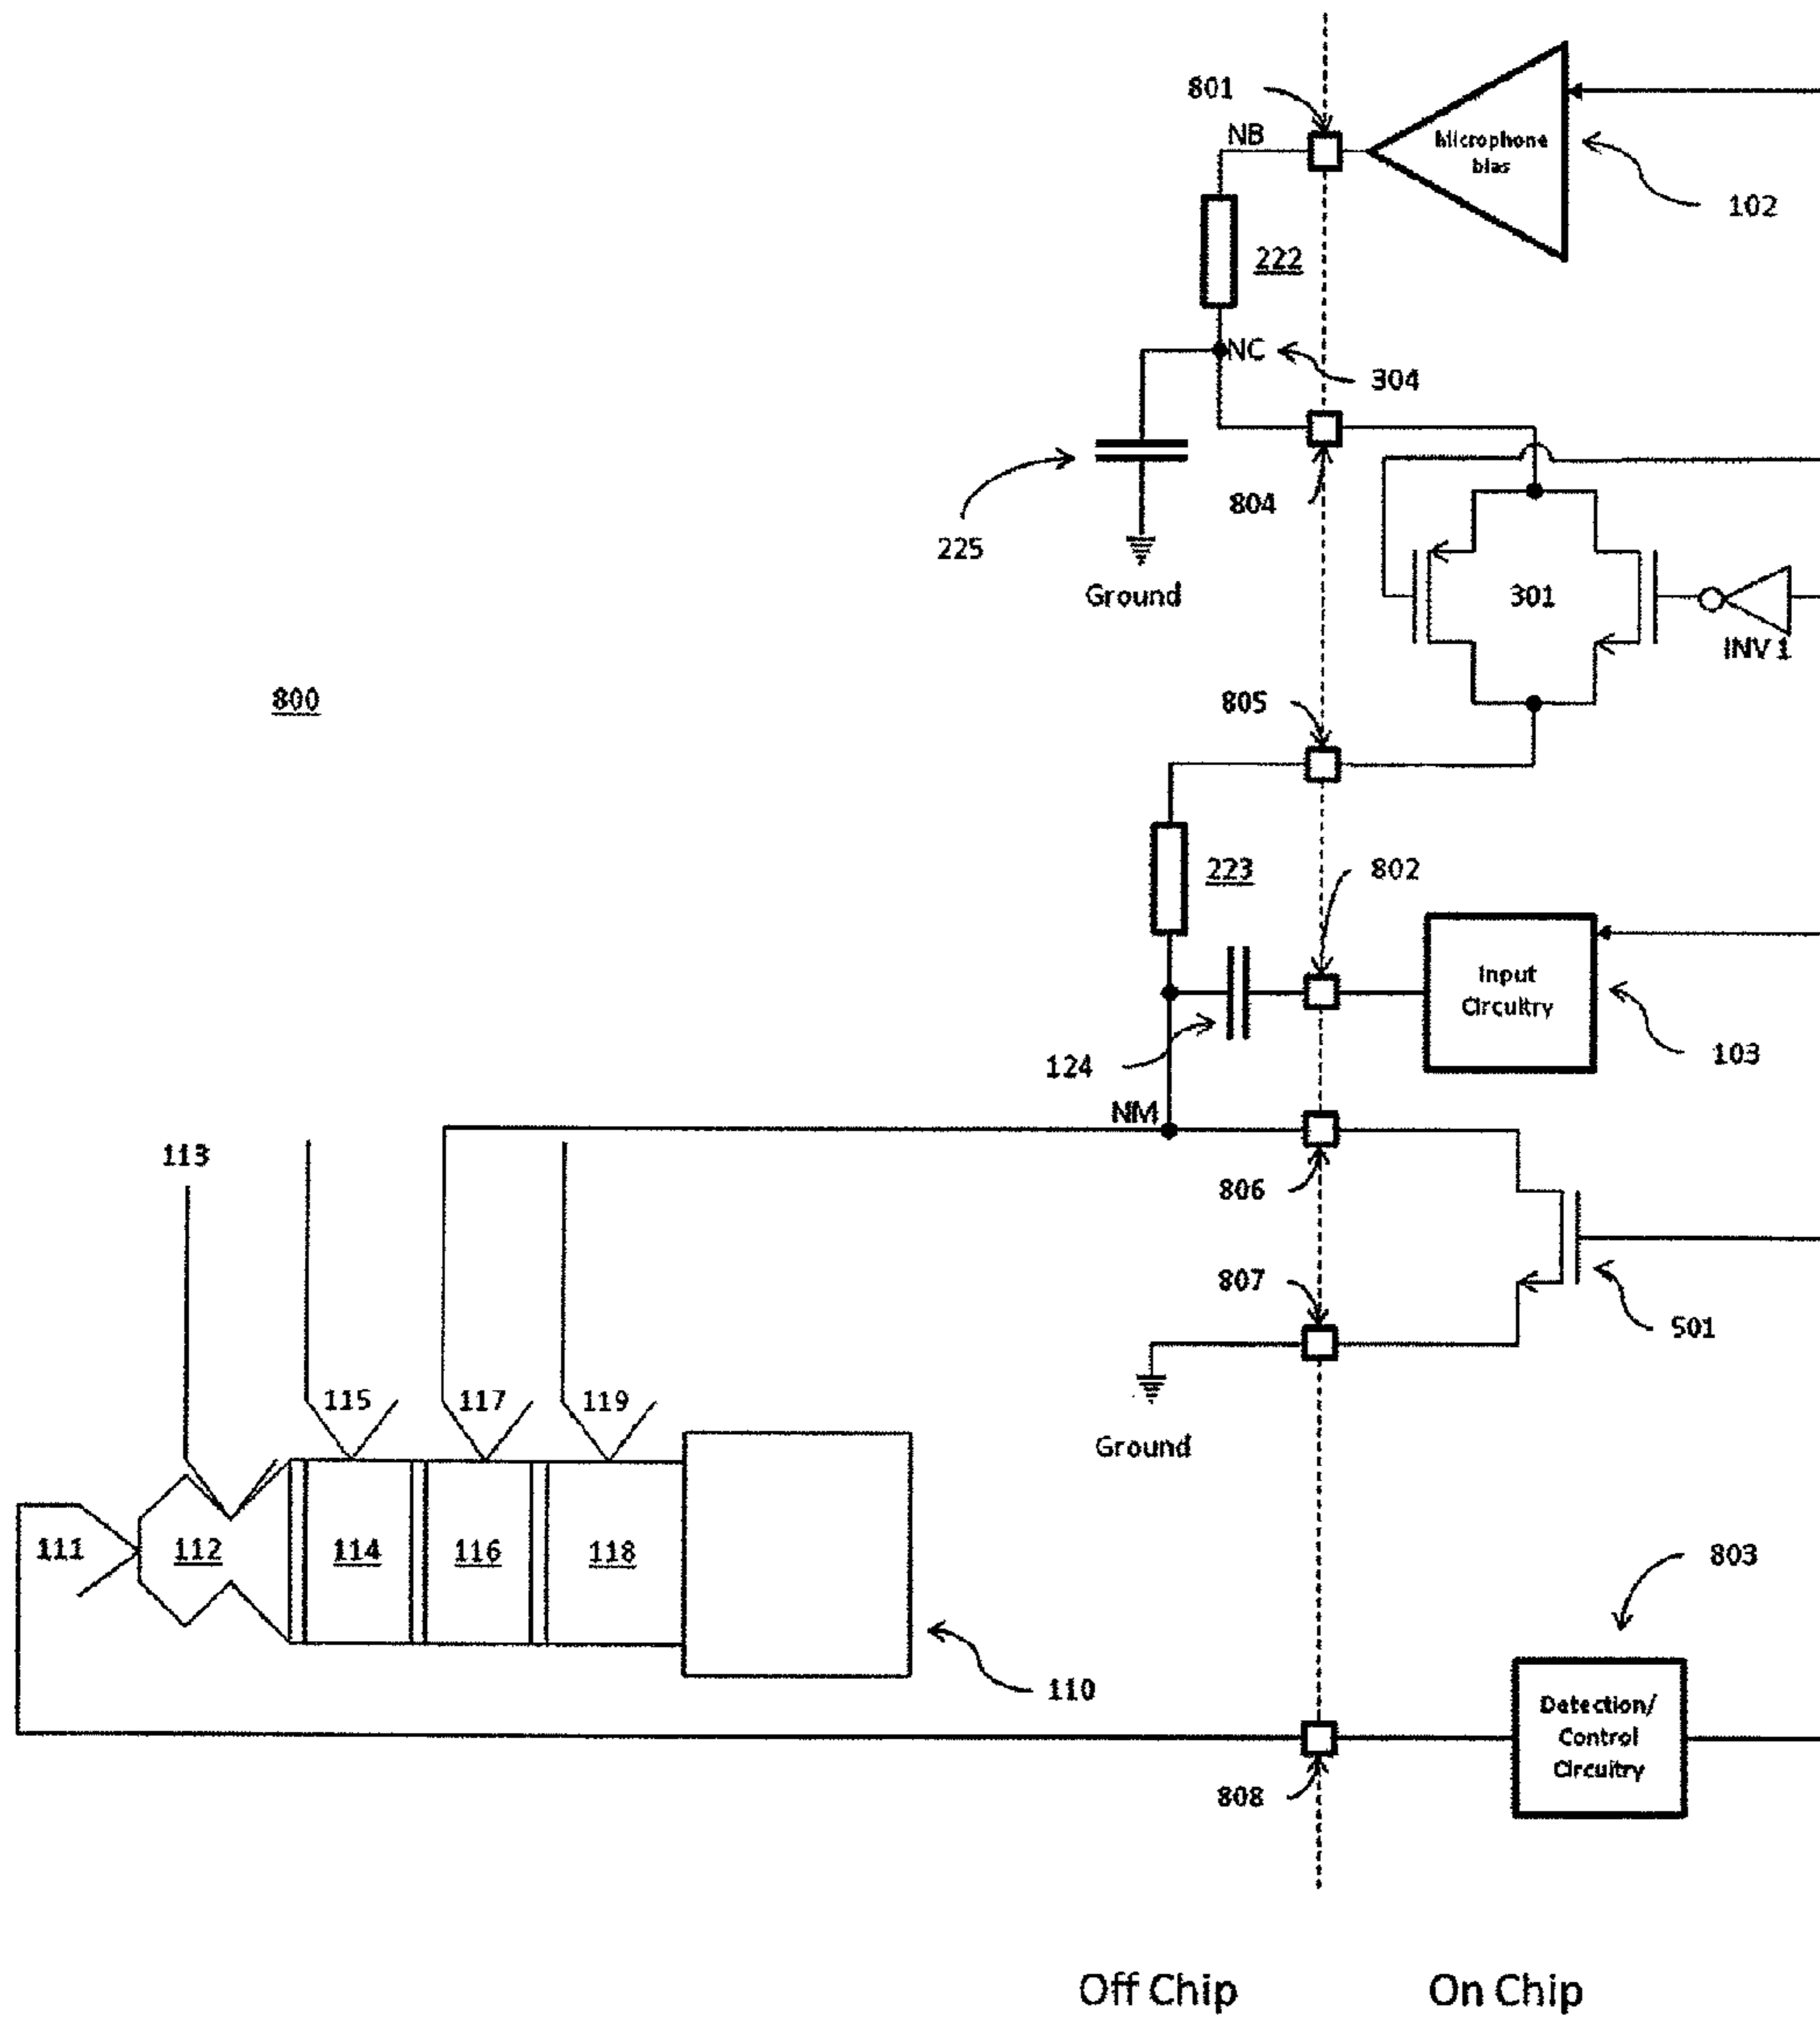 801
NB
Microphone
bias
102
222
NC
304
804
225
Ground
301
INV 1
800
805
223
802
Input
Circuitry
124
103
NM
113
806
807
501
115
117
119
Ground
111
112
114
116
118
803
110
Detection/
Control
Circuitry
808
Off Chip
On Chip